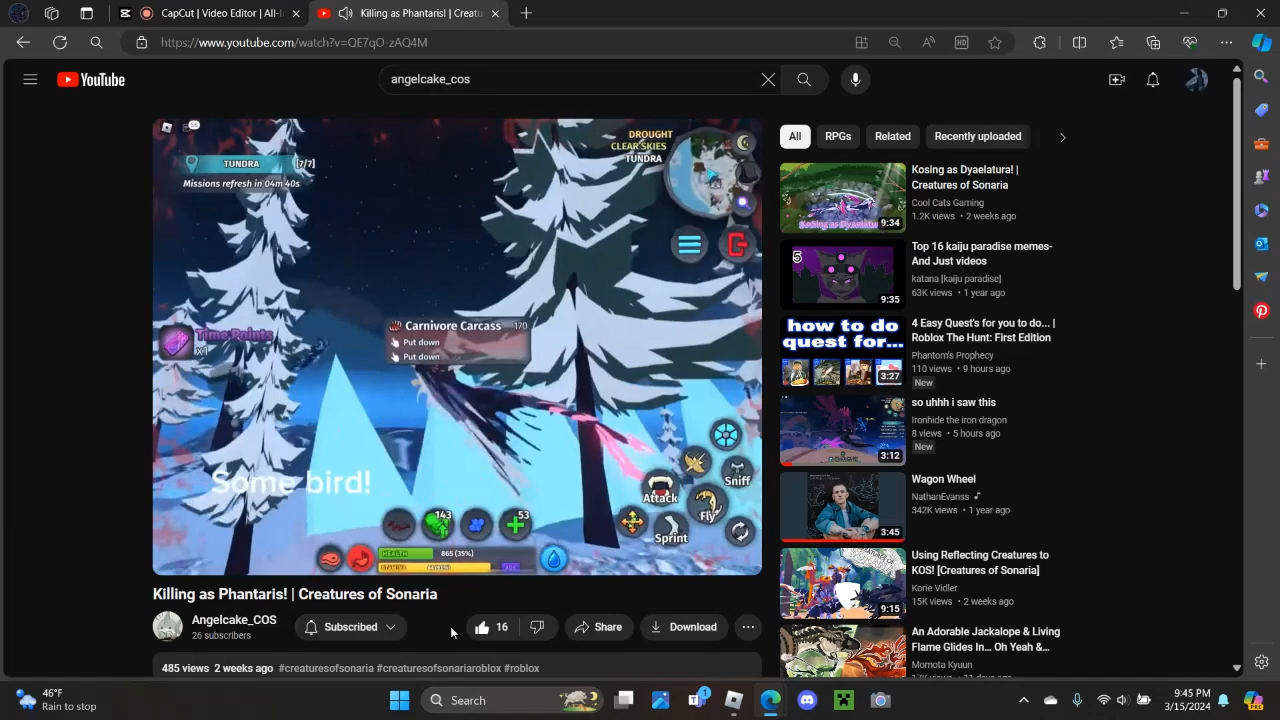 CapCut | Video Editor | All-I
Killing as Phantaris! | Creatu
https://www.youtube.com/watch?v=QE7qO-zAQ4M
YouTube
angelcake_cos
DROUGHT
CLEAR SKIES
TUNDRA
TUNDRA [7/7]
Missions refresh in 04m 40s
Time Points
X1
Carnivore Carcass 170
Put down
Put down
Some bird!
Sniff
Attack
Fly
Sprint
143
53
HEALTH 865 (35%)
Killing as Phantaris! | Creatures of Sonaria
Angelcake_COS
26 subscribers
Subscribed
16
Share
Download
485 views 2 weeks ago #creaturesofsonaria #creaturesofsonariaroblox #roblox
All
RPGs
Related
Recently uploaded
Kosing as Dyaelatura! |
Creatures of Sonaria
Cool Cats Gaming
1.2K views • 2 weeks ago
9:34
Top 16 kaiju paradise memes-
And Just videos
katana [kaiju paradise]
63K views • 1 year ago
5
9:35
how to do
quest for...
3:27
4 Easy Quest's for you to do... |
Roblox The Hunt: First Edition
Phantom's Prophecy
110 views • 9 hours ago
New
so uhhh i saw this
Ironhide the iron dragon
8 views • 5 hours ago
New
3:12
Wagon Wheel
NathanEvanss
342K views • 1 year ago
3:45
Using Reflecting Creatures to
KOS! [Creatures of Sonaria]
Korie Vidler
15K views • 2 weeks ago
9:15
An Adorable Jackalope & Living
Flame Glides In... Oh Yeah &...
Momota Kyuun
46°F
Rain to stop
Search
1
9:45 PM
3/15/2024